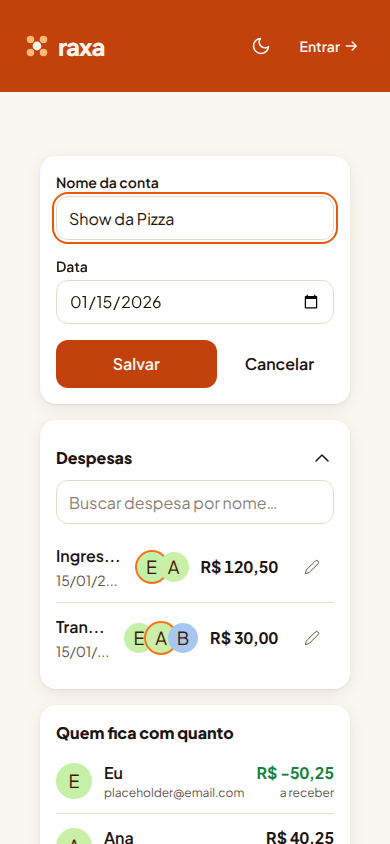 raxa
Entrar →
Nome da conta
Show da Pizza
Data
01/15/2026
Salvar
Cancelar
Despesas
Buscar despesa por nome...
Ingres...
E A
R$ 120,50
15/01/2...
Tran...
E A B
R$ 30,00
15/01/...
Quem fica com quanto
E
Eu
R$ -50,25
placeholder@email.com
a receber
A
Ana
R$ 40,25